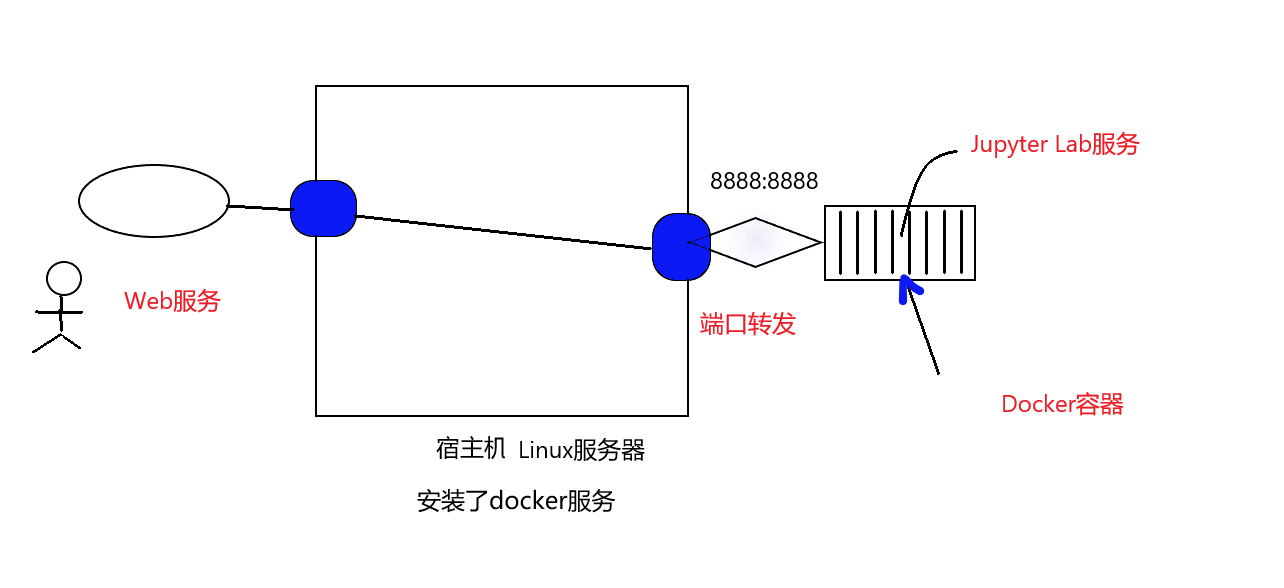 Jupyter Lab服务
8888:8888
Web服务
端口转发
Docker容器
宿主机 Linux服务器
安装了docker服务